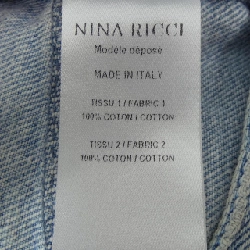 NINA RICCI
Modèle déposé
MADE IN ITALY
TISSU 1 / FABRIC 1
100% COTON / COTTON
TISSU 2 / FABRIC 2
100% COTON / COTTON